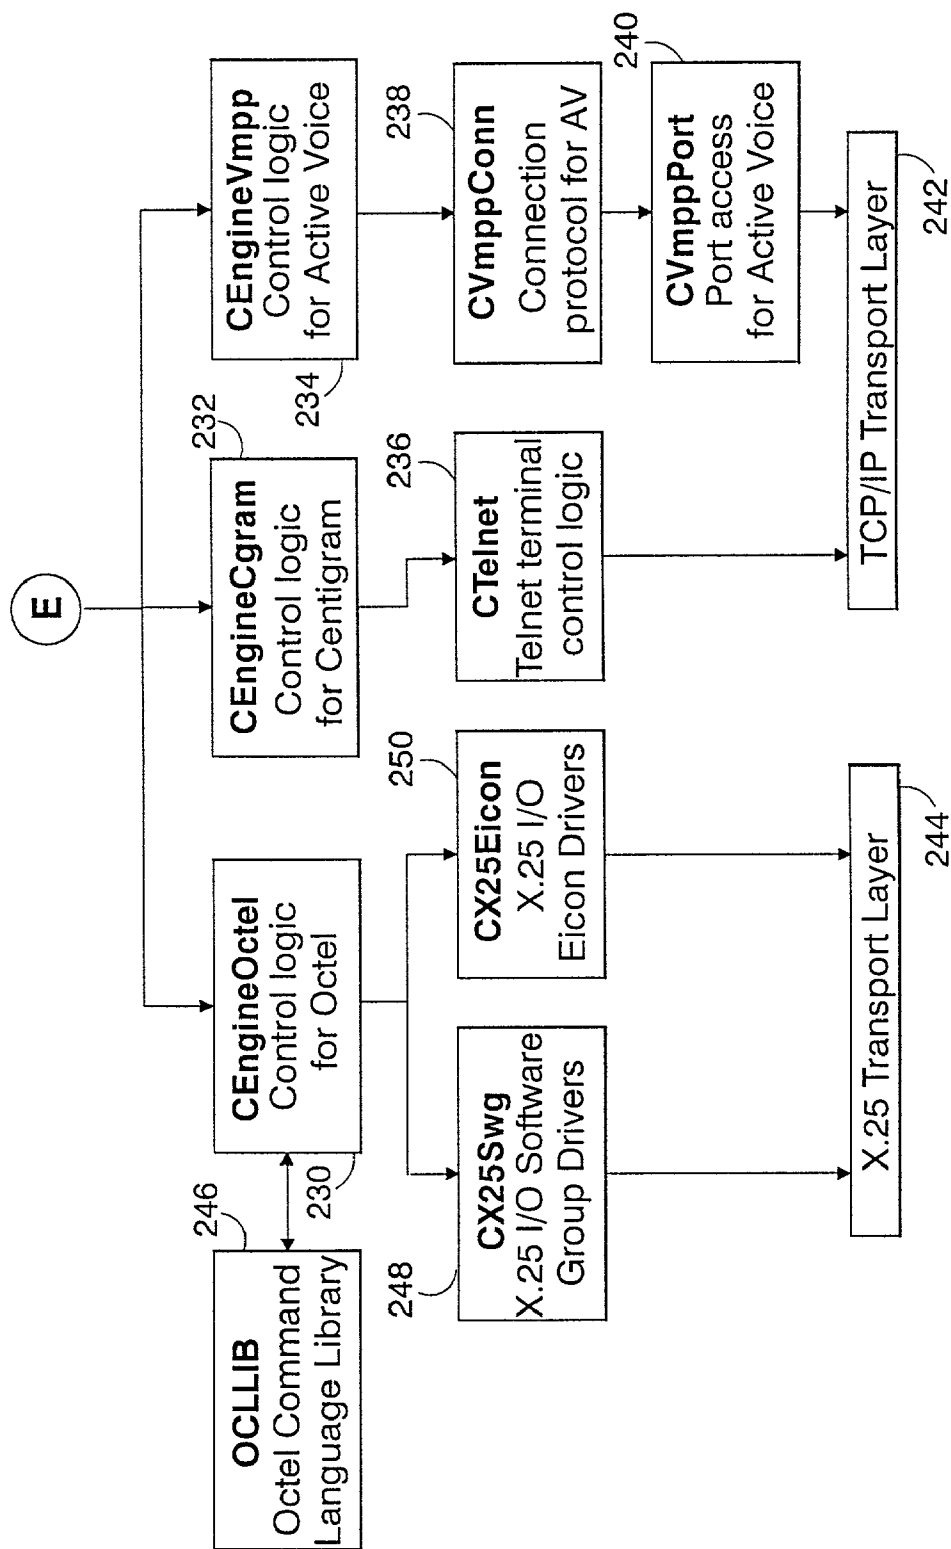 E
246
OCLLIB
Octel Command
Language Library
230
CEngineOctel
Control logic
for Octel
232
CEngineCgram
Control logic
for Centigram
234
CEngineVmpp
Control logic
for Active Voice
248
CX25Swg
X.25 I/O Software
Group Drivers
250
CX25Eicon
X.25 I/O
Eicon Drivers
236
CTelnet
Telnet terminal
control logic
238
CVmppConn
Connection
protocol for AV
240
CVmppPort
Port access
for Active Voice
X.25 Transport Layer
244
TCP/IP Transport Layer
242